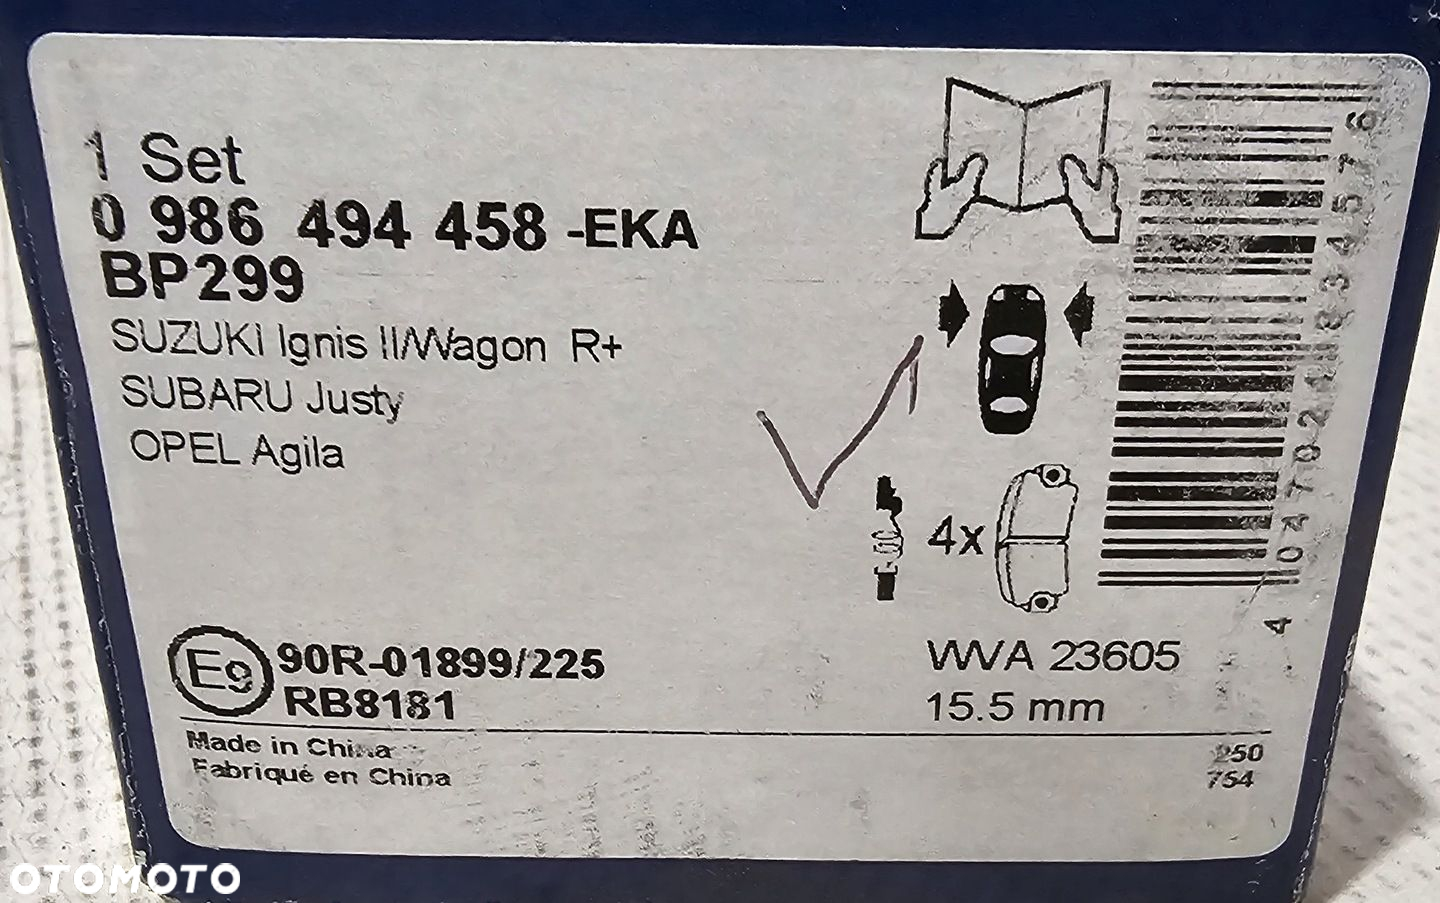 1 Set
0 986 494 458 -EKA
BP299
SUZUKI Ignis II/Wagon R+
SUBARU Justy
OPEL Agila
4x
E9
90R-01899/225
RB8181
WVA 23605
15.5 mm
Made in China
Fabriqué en China
250
754
OTOMOTO